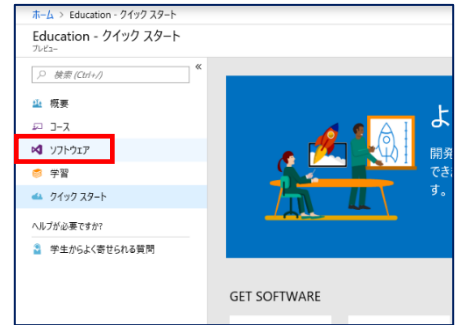 ホーム > Education - クイック スタート
Education - クイック スタート
プレビュー
検索 (Ctrl+/)
«
概要
コース
ソフトウェア
学習
クイック スタート
ヘルプが必要ですか?
学生からよく寄せられる質問
よ
開発
でき
す。
GET SOFTWARE